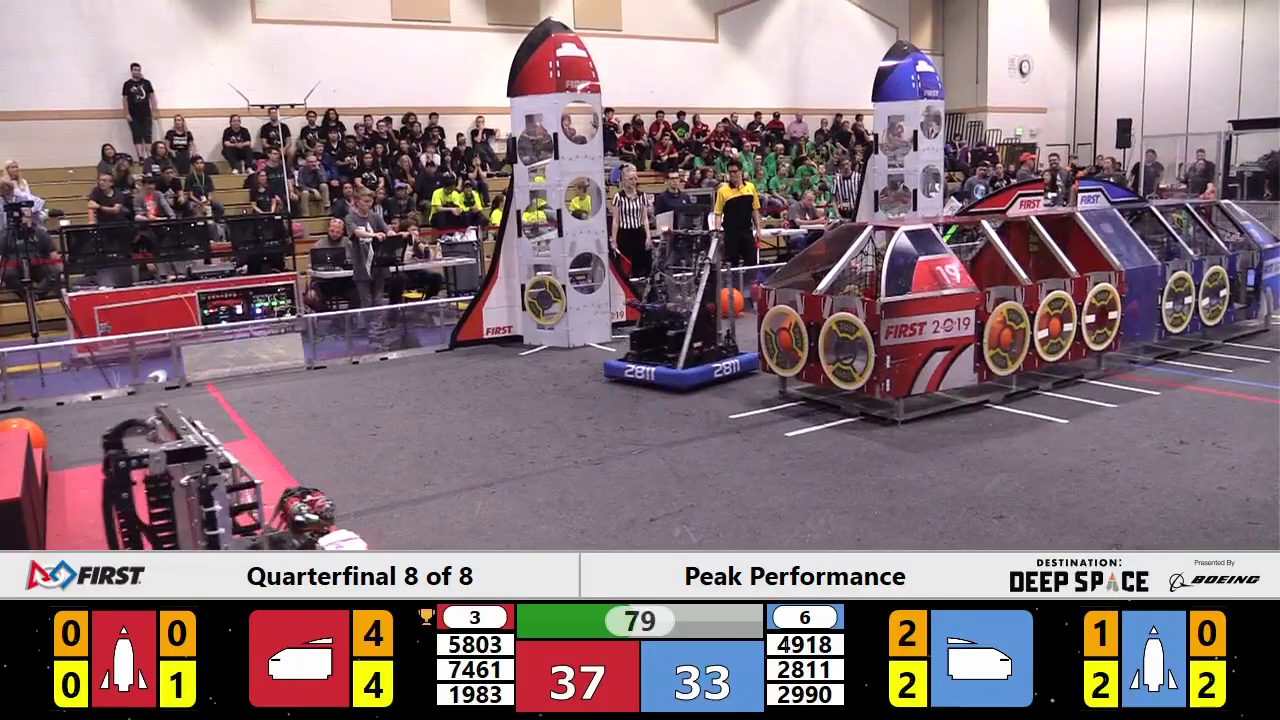 FIRST
FIRST
FIRST
FIRST
FIRST
19
19
FIRST 2019
2811
2811
FIRST
Quarterfinal 8 of 8
Peak Performance
DESTINATION:
DEEP SPACE
Presented By
BOEING
0 0 4 3 79 6 2 1 0
5803 4918
0 1 4 7461 2811 2 2 2
1983 37 33 2990